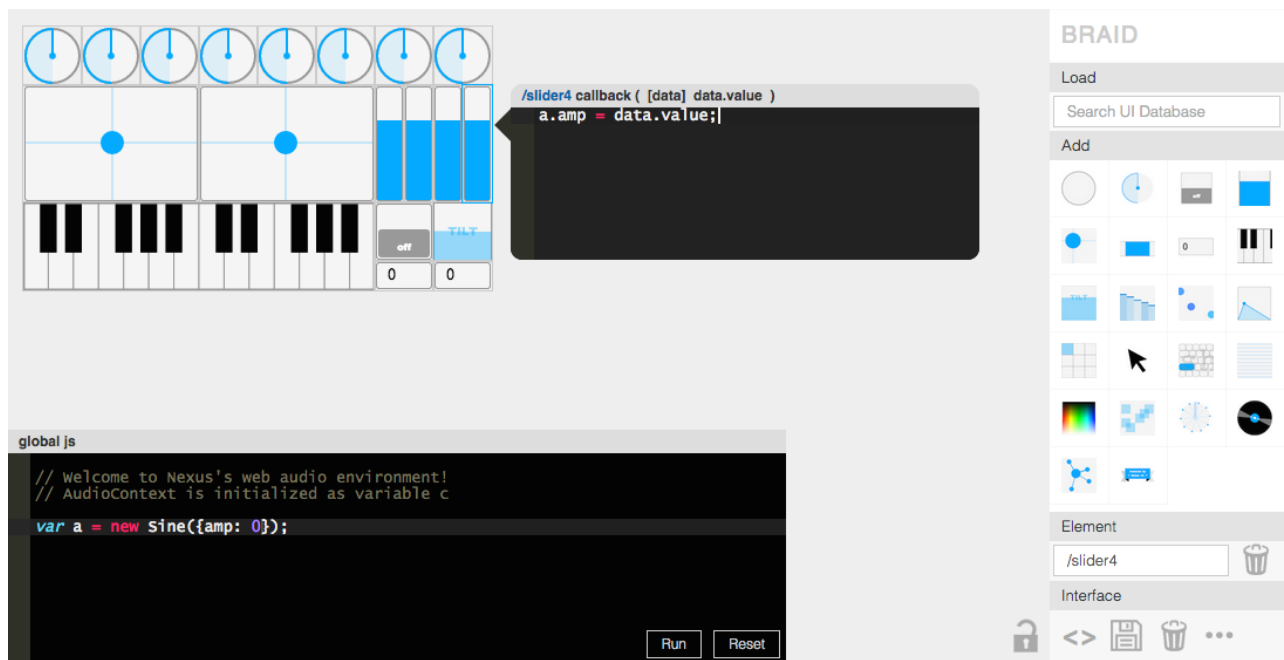 /slider4 callback ( [data] data.value )
a.amp = data.value;
off
TILT
0
0
global js
// Welcome to Nexus's web audio environment!
// AudioContext is initialized as variable c
var a = new Sine({amp: 0});
Run
Reset
BRAID
Load
Search UI Database
Add
off
0
TILT
Element
/slider4
Interface
<>